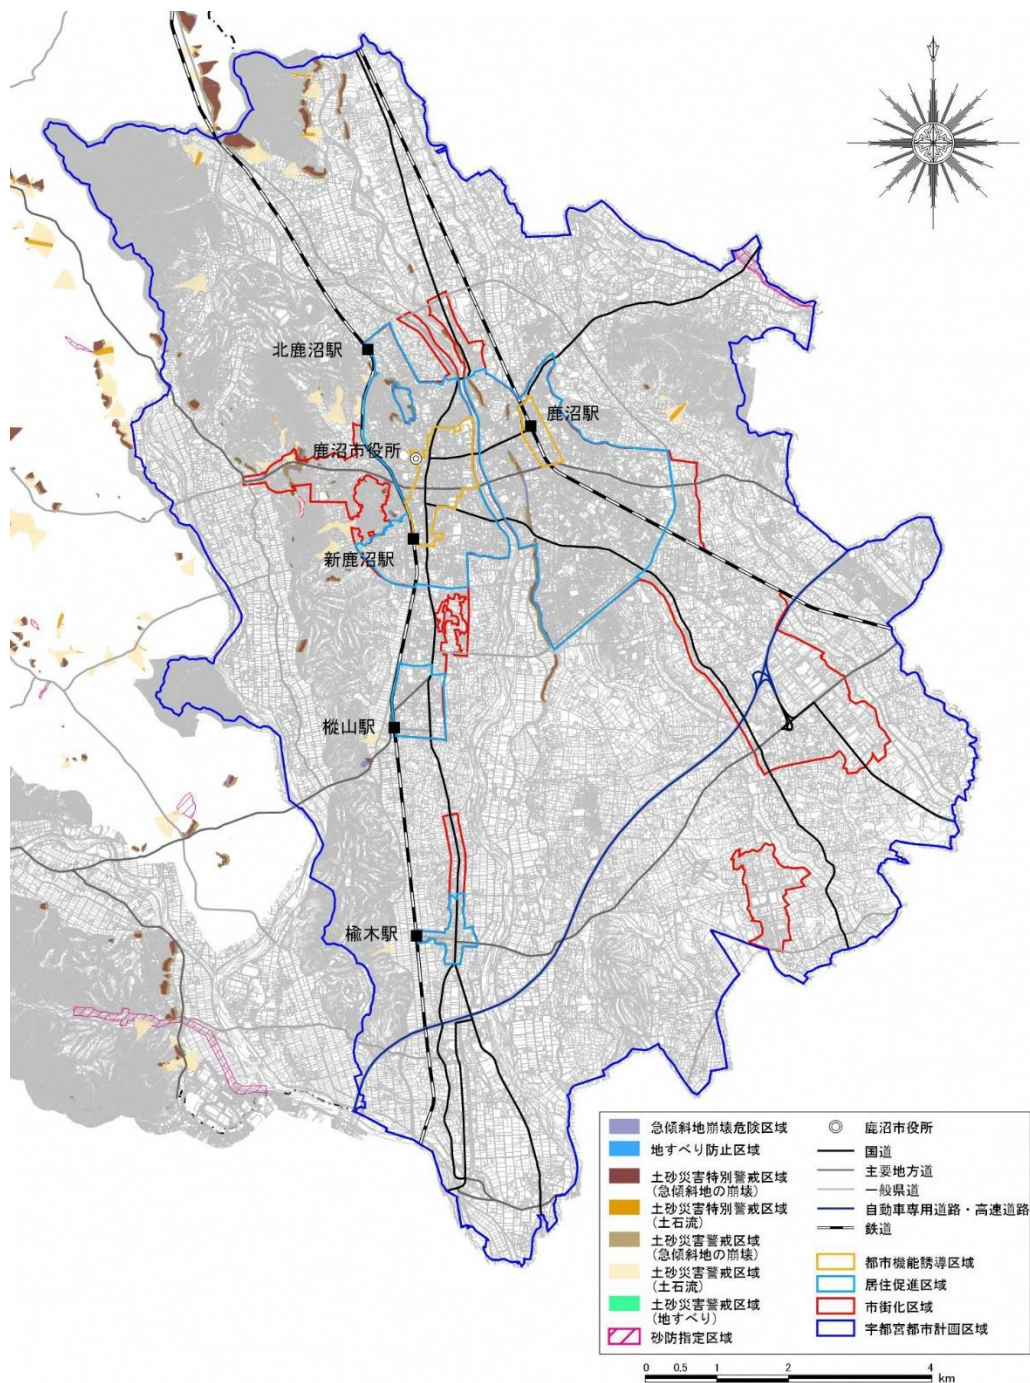 北鹿沼駅
鹿沼駅
鹿沼市役所
新鹿沼駅
樅山駅
楡木駅
急傾斜地崩壊危険区域
地すべり防止区域
土砂災害特別警戒区域
(急傾斜地の崩壊)
土砂災害特別警戒区域
(土石流)
土砂災害警戒区域
(急傾斜地の崩壊)
土砂災害警戒区域
(土石流)
土砂災害警戒区域
(地すべり)
砂防指定区域
鹿沼市役所
国道
主要地方道
一般県道
自動車専用道路・高速道路
鉄道
都市機能誘導区域
居住促進区域
市街化区域
宇都宮都市計画区域
0 0.5 1 2 4
km